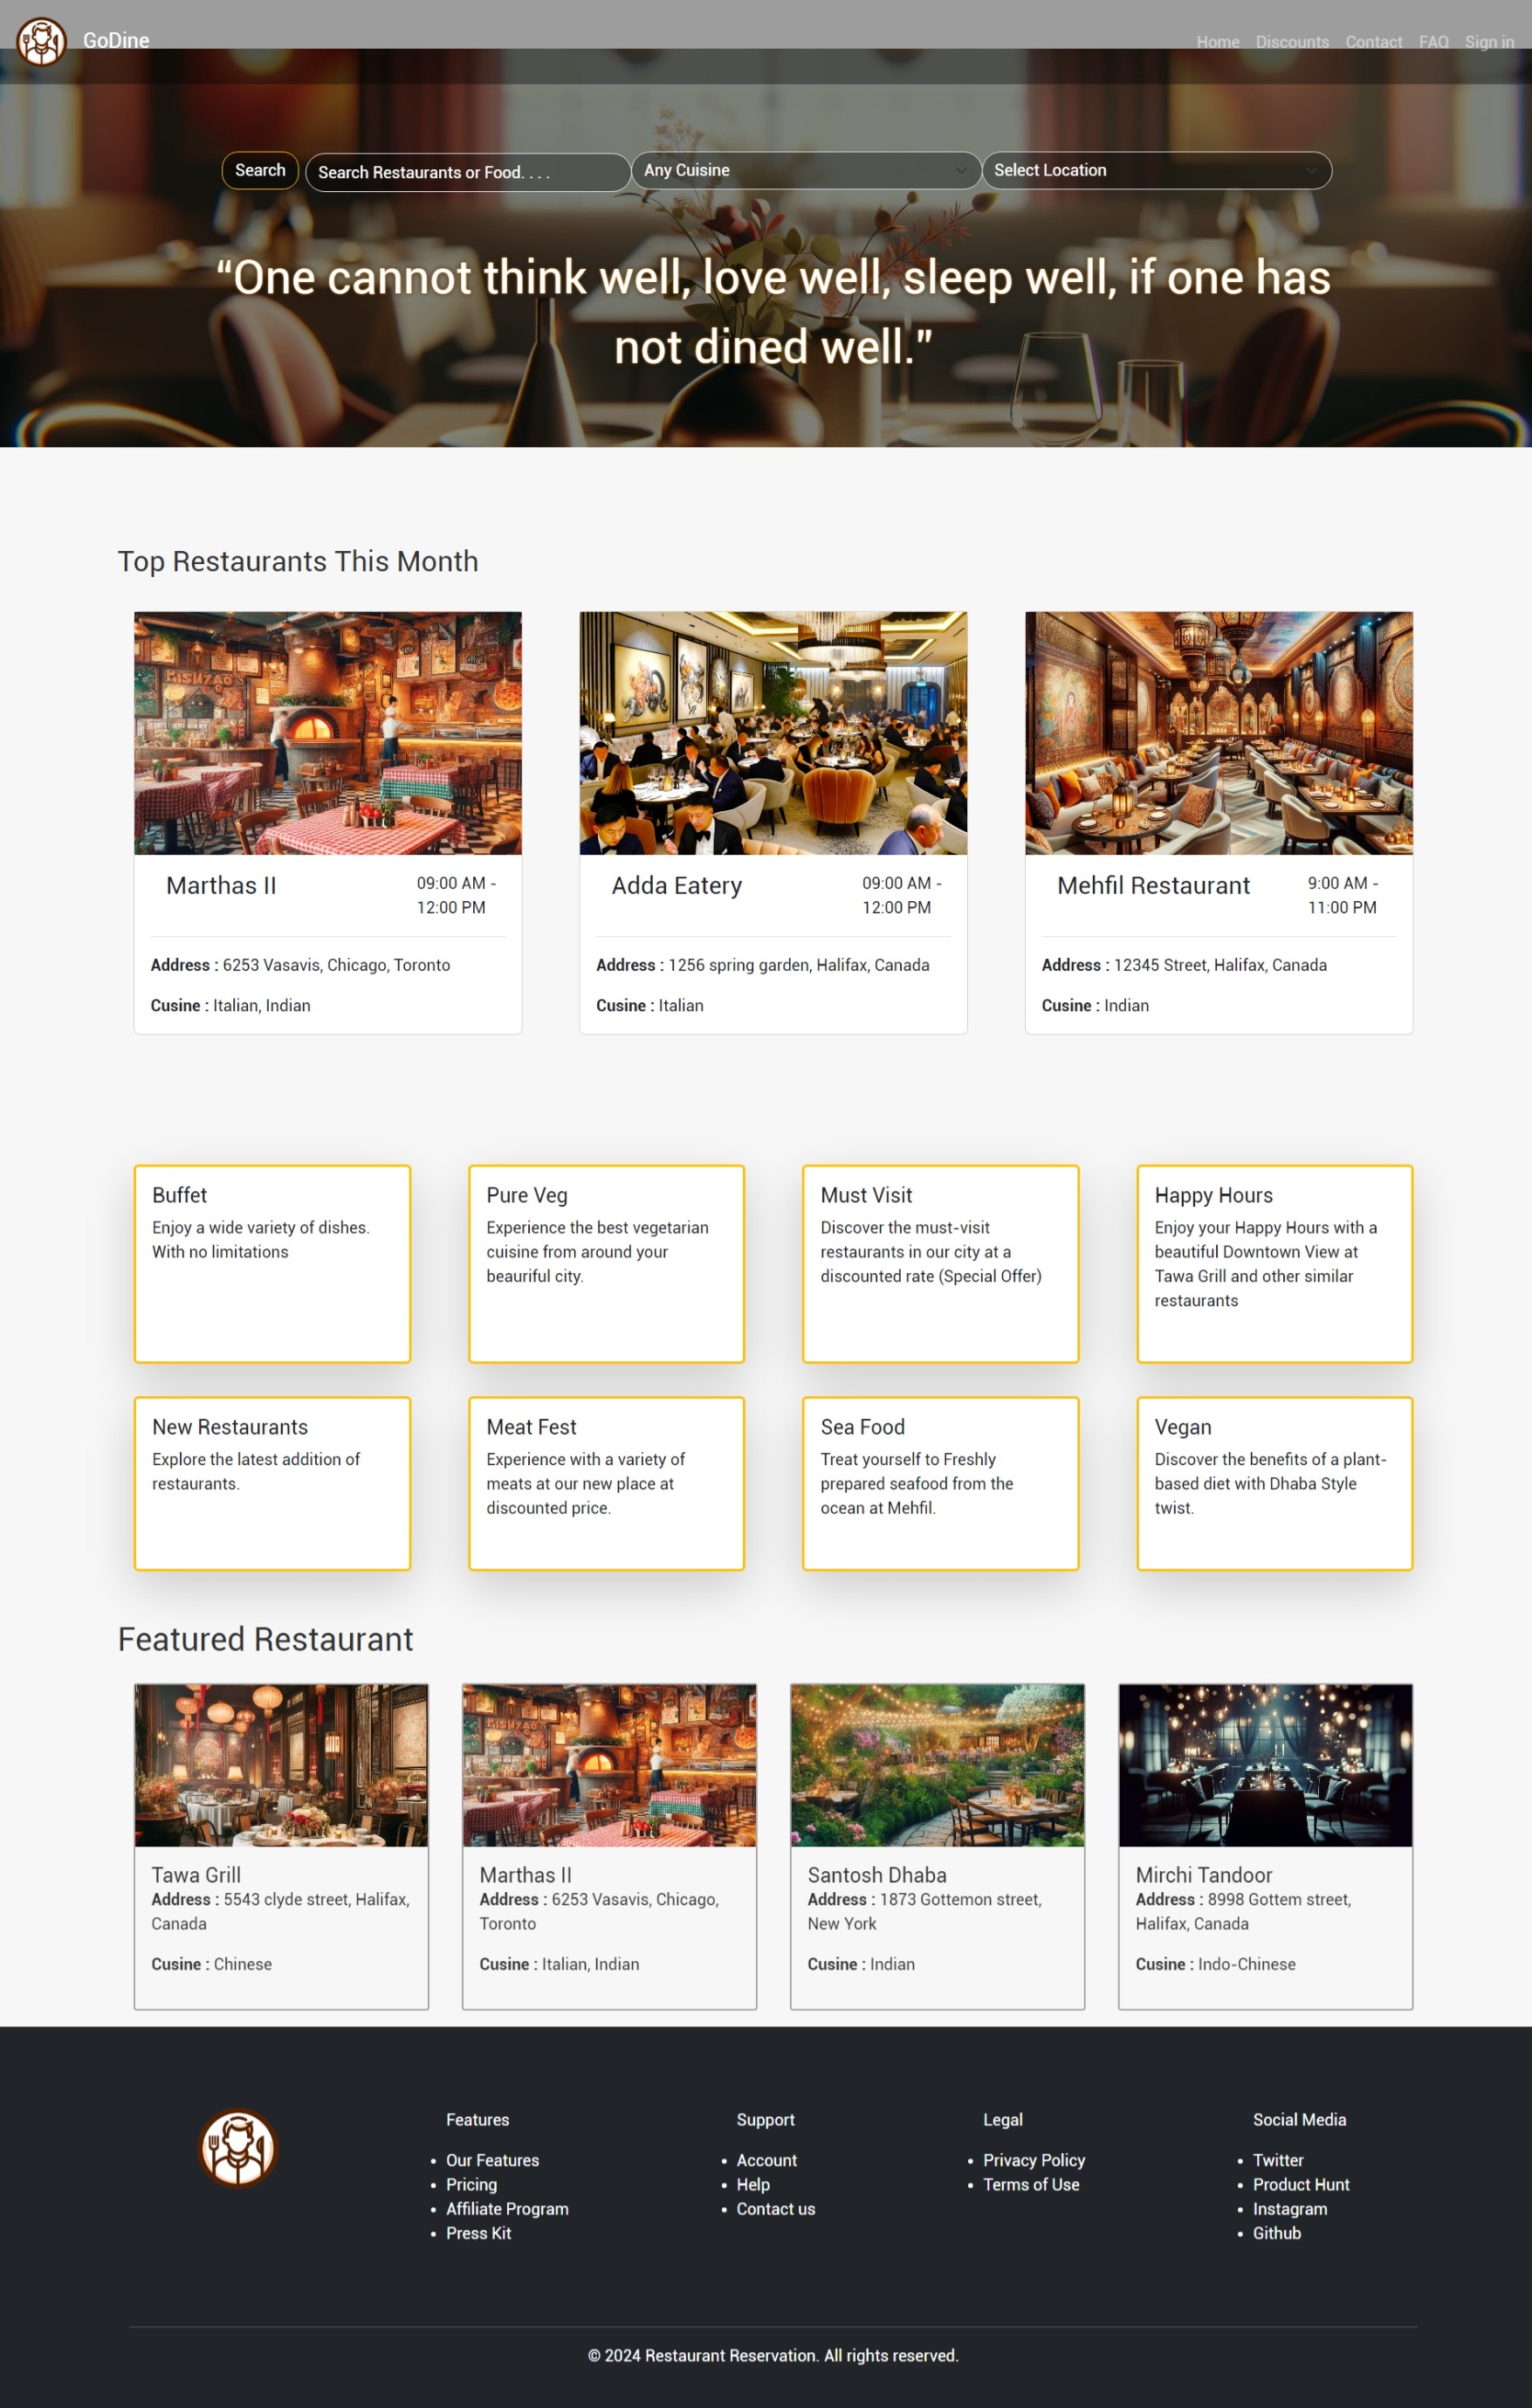 GoDine
Home Discounts Contact FAQ Sign in
Search Search Restaurants or Food. . . . Any Cuisine Select Location
“One cannot think well, love well, sleep well, if one has
not dined well.”
Top Restaurants This Month
Marthas II
09:00 AM -
12:00 PM
Address : 6253 Vasavis, Chicago, Toronto
Cusine : Italian, Indian
Adda Eatery
09:00 AM -
12:00 PM
Address : 1256 spring garden, Halifax, Canada
Cusine : Italian
Mehfil Restaurant
9:00 AM -
11:00 PM
Address : 12345 Street, Halifax, Canada
Cusine : Indian
Buffet
Enjoy a wide variety of dishes.
With no limitations
Pure Veg
Experience the best vegetarian
cuisine from around your
beauriful city.
Must Visit
Discover the must-visit
restaurants in our city at a
discounted rate (Special Offer)
Happy Hours
Enjoy your Happy Hours with a
beautiful Downtown View at
Tawa Grill and other similar
restaurants
New Restaurants
Explore the latest addition of
restaurants.
Meat Fest
Experience with a variety of
meats at our new place at
discounted price.
Sea Food
Treat yourself to Freshly
prepared seafood from the
ocean at Mehfil.
Vegan
Discover the benefits of a plant-
based diet with Dhaba Style
twist.
Featured Restaurant
Tawa Grill
Address : 5543 clyde street, Halifax,
Canada
Cusine : Chinese
Marthas II
Address : 6253 Vasavis, Chicago,
Toronto
Cusine : Italian, Indian
Santosh Dhaba
Address : 1873 Gottemon street,
New York
Cusine : Indian
Mirchi Tandoor
Address : 8998 Gottem street,
Halifax, Canada
Cusine : Indo-Chinese
Features
• Our Features
• Pricing
• Affiliate Program
• Press Kit
Support
• Account
• Help
• Contact us
Legal
• Privacy Policy
• Terms of Use
Social Media
• Twitter
• Product Hunt
• Instagram
• Github
© 2024 Restaurant Reservation. All rights reserved.